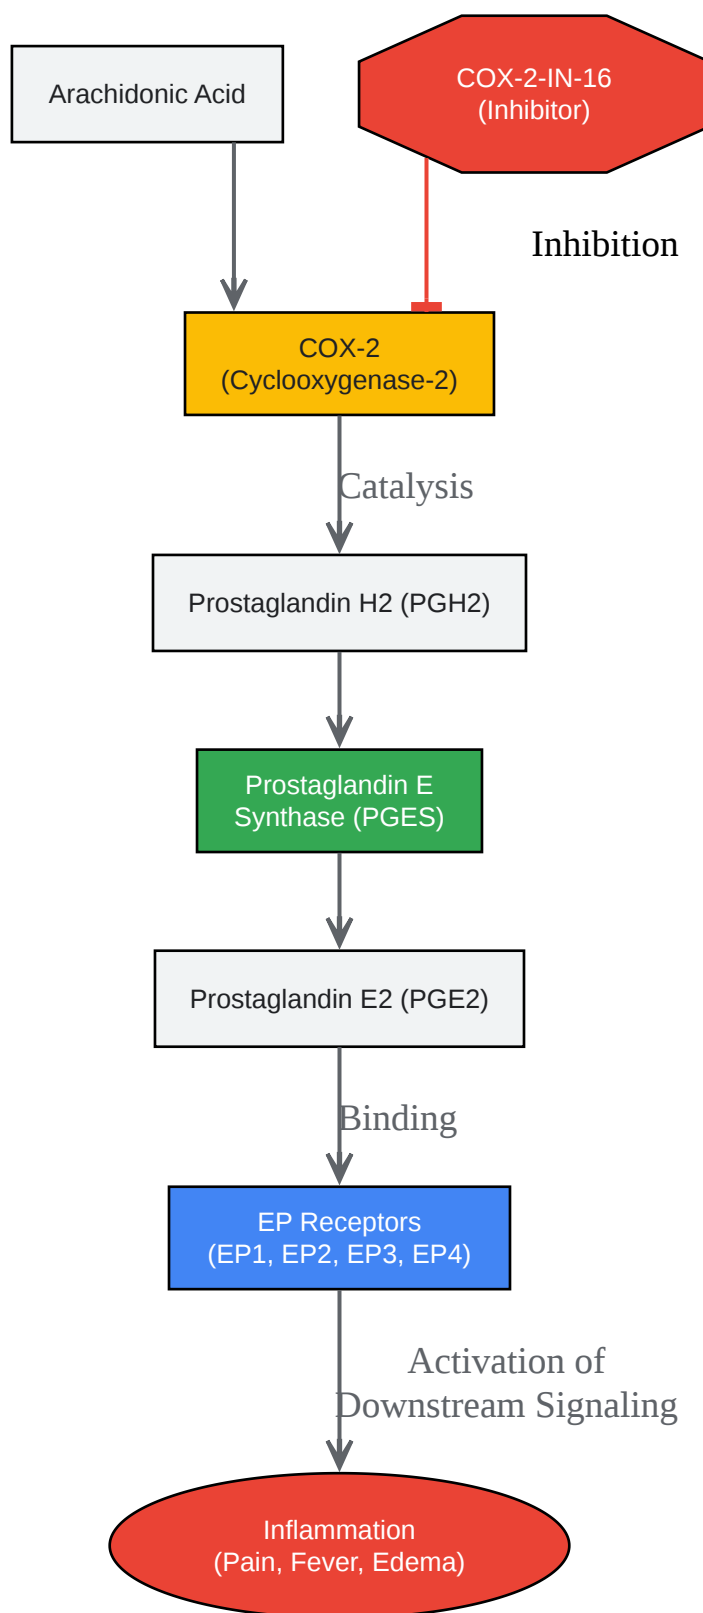 Arachidonic Acid
COX-2-IN-16
(Inhibitor)
Inhibition
COX-2
(Cyclooxygenase-2)
Catalysis
Prostaglandin H2 (PGH2)
Prostaglandin E
Synthase (PGES)
Prostaglandin E2 (PGE2)
Binding
EP Receptors
(EP1, EP2, EP3, EP4)
Activation of
Downstream Signaling
Inflammation
(Pain, Fever, Edema)